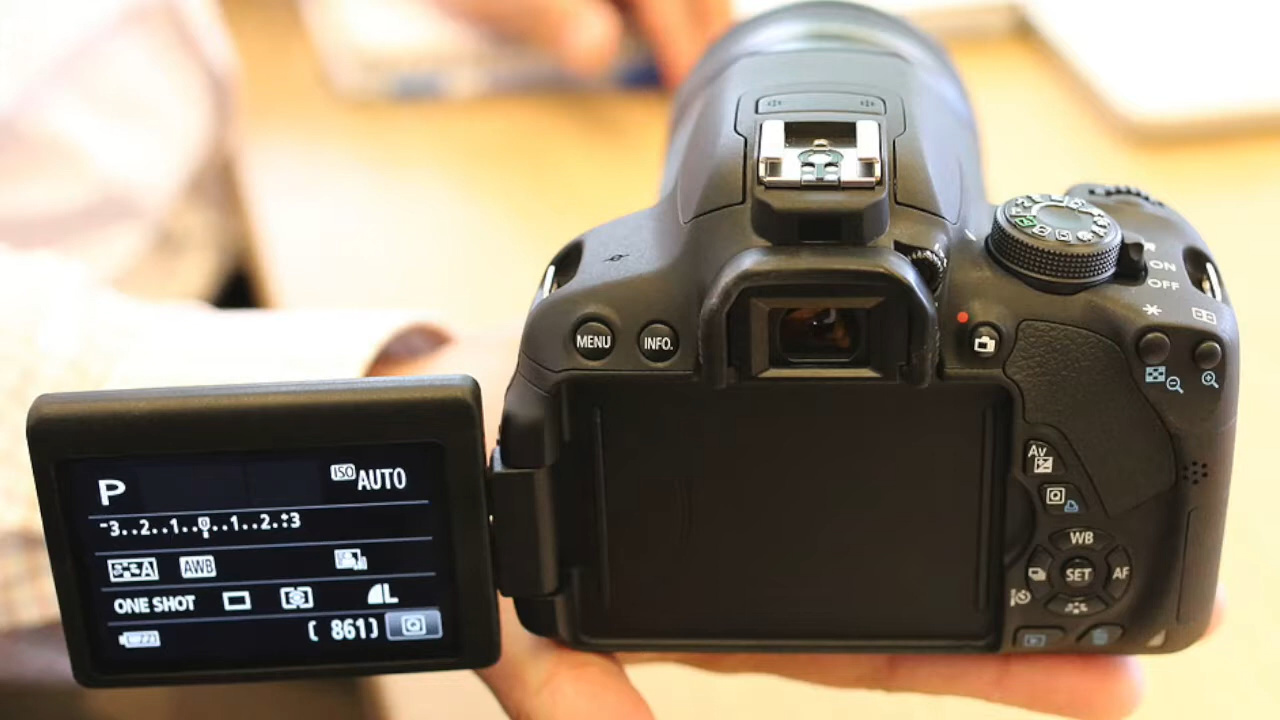 P
ISO AUTO
-3..2..1..0..1..2.:+3
A AWB
ONE SHOT L
[ 861] Q
MENU INFO.
ON
OFF
Av
Q
WB
SET AF